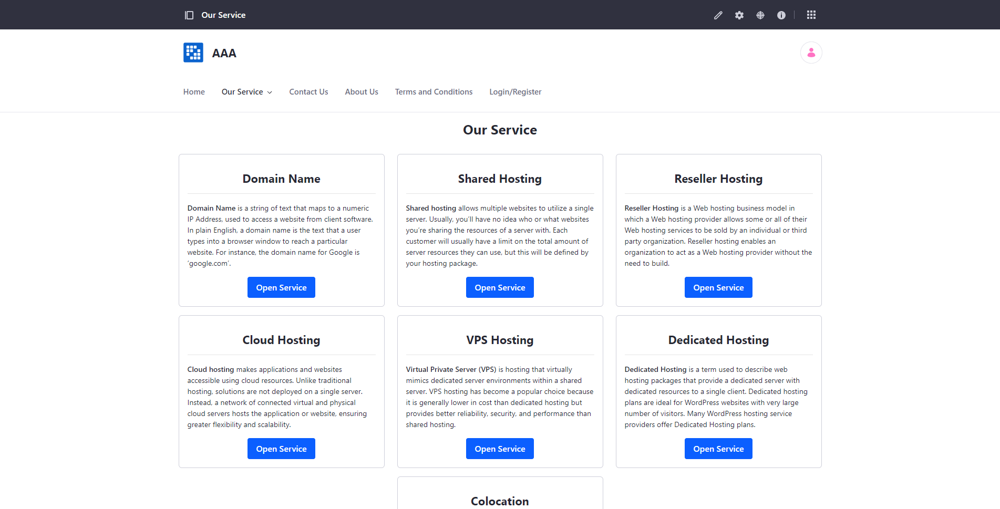 Our Service
AAA
Home
Our Service
Contact Us
About Us
Terms and Conditions
Login/Register
Our Service
Domain Name
Domain Name is a string of text that maps to a numeric
IP Address, used to access a website from client software.
In plain English, a domain name is the text that a user
types into a browser window to reach a particular
website. For instance, the domain name for Google is
‘google.com’.
Open Service
Shared Hosting
Shared hosting allows multiple websites to utilize a single
server. Usually, you’ll have no idea who or what websites
you’re sharing the resources of a server with. Each
customer will usually have a limit on the total amount of
server resources they can use, but this will be defined by
your hosting package.
Open Service
Reseller Hosting
Reseller Hosting is a Web hosting business model in
which a Web hosting provider allows some or all of their
Web hosting services to be sold by an individual or third
party organization. Reseller hosting enables an
organization to act as a Web hosting provider without the
need to build.
Open Service
Cloud Hosting
Cloud hosting makes applications and websites
accessible using cloud resources. Unlike traditional
hosting, solutions are not deployed on a single server.
Instead, a network of connected virtual and physical
cloud servers hosts the application or website, ensuring
greater flexibility and scalability.
Open Service
VPS Hosting
Virtual Private Server (VPS) is hosting that virtually
mimics dedicated server environments within a shared
server. VPS hosting has become a popular choice because
it is generally lower in cost than dedicated hosting but
provides better reliability, security, and performance than
shared hosting.
Open Service
Dedicated Hosting
Dedicated Hosting is a term used to describe web
hosting packages that provide a dedicated server with
dedicated resources to a single client. Dedicated hosting
plans are ideal for WordPress websites with very large
number of visitors. Many WordPress hosting service
providers offer Dedicated Hosting plans.
Open Service
Colocation